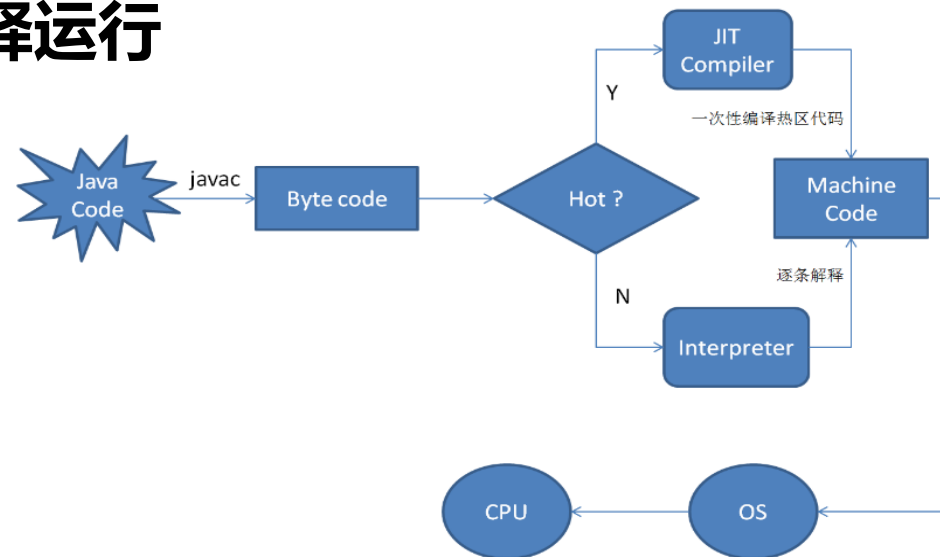 译运行
JIT
Compiler
Y
一次性编译热区代码
Java
Code
javac
Byte code
Hot ?
Machine
Code
逐条解释
N
Interpreter
CPU
OS